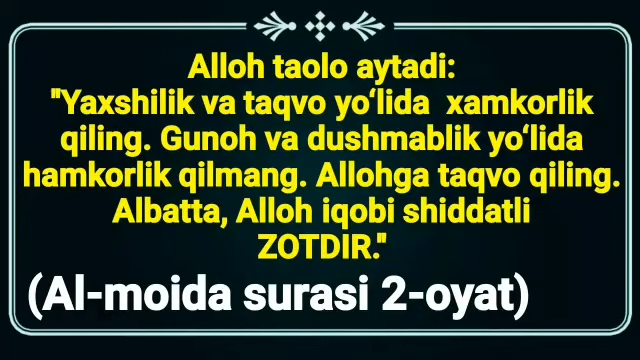 Alloh taolo aytadi:
"Yaxshilik va taqvo yo‘lida xamkorlik
qiling. Gunoh va dushmablik yo‘lida
hamkorlik qilmang. Allohga taqvo qiling.
Albatta, Alloh iqobi shiddatli
ZOTDIR."
(Al-moida surasi 2-oyat)